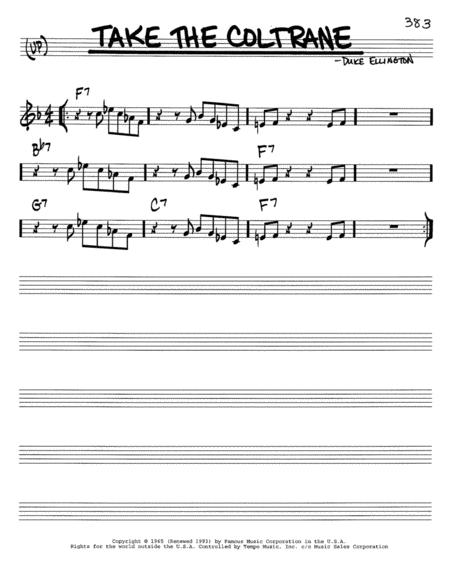 383
(UP) TAKE THE COLTRANE
-DUKE ELLINGTON
F7
Bb7 F7
G7 C7 F7
Copyright © 1965 (Renewed 1993) by Famous Music Corporation in the U.S.A.
Rights for the world outside the U.S.A. Controlled by Tempo Music, Inc. c/o Music Sales Corporation